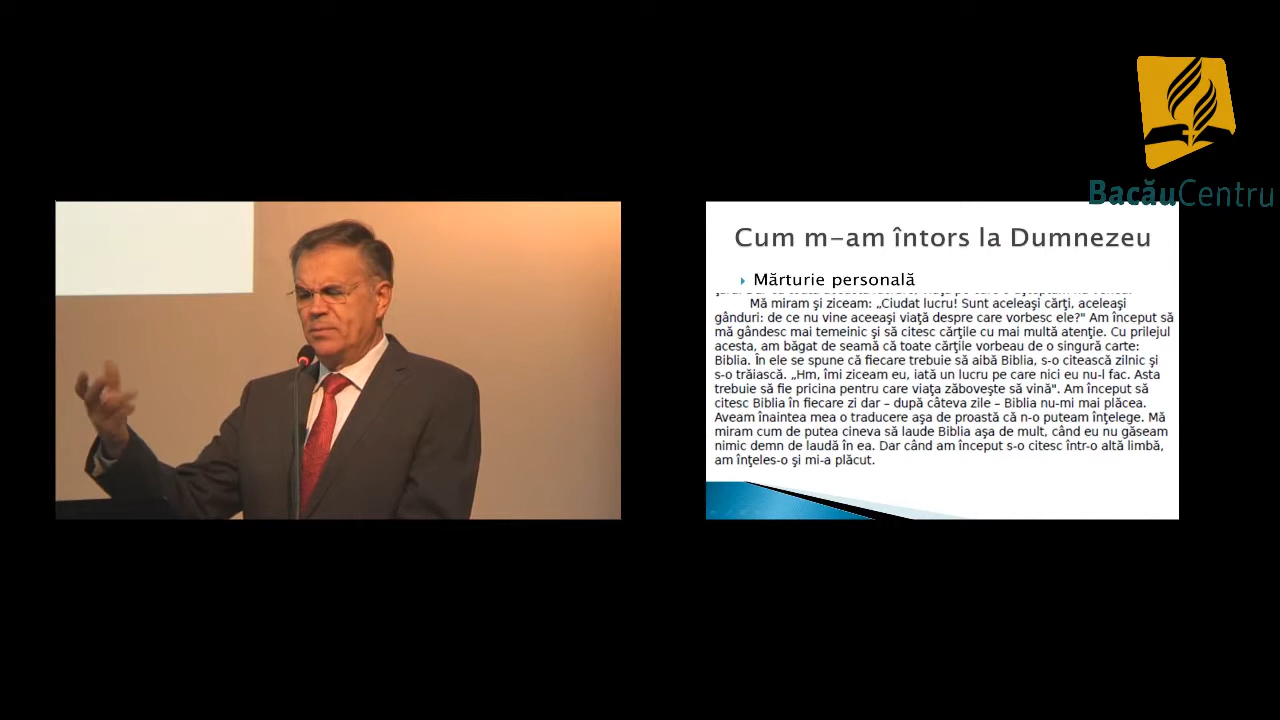 BacăuCentru
Cum m-am întors la Dumnezeu
Mărturie personală
Mă miram şi ziceam: „Ciudat lucru! Sunt aceleaşi cărţi, aceleaşi
gânduri: de ce nu vine aceeaşi viaţă despre care vorbesc ele?" Am început să
mă gândesc mai temeinic şi să citesc cărţile cu mai multă atenţie. Cu prilejul
acesta, am băgat de seamă că toate cărţile vorbeau de o singură carte:
Biblia. În ele se spune că fiecare trebuie să aibă Biblia, s-o citească zilnic şi
s-o trăiască. „Hm, îmi ziceam eu, iată un lucru pe care nici eu nu-l fac. Asta
trebuie să fie pricina pentru care viaţa zăboveşte să vină". Am început să
citesc Biblia în fiecare zi dar – după câteva zile – Biblia nu-mi mai plăcea.
Aveam înaintea mea o traducere aşa de proastă că n-o puteam înţelege. Mă
miram cum de putea cineva să laude Biblia aşa de mult, când eu nu găseam
nimic demn de laudă în ea. Dar când am început s-o citesc într-o altă limbă,
am înţeles-o şi mi-a plăcut.